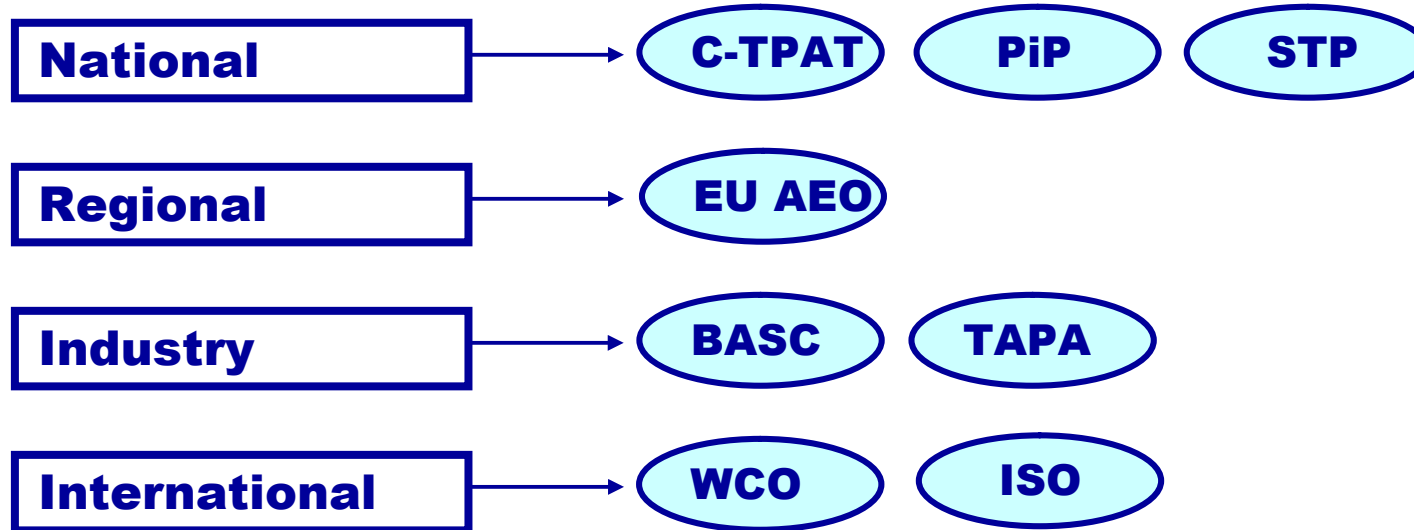 National
C-TPAT
PiP
STP
Regional
EU AEO
Industry
BASC
TAPA
International
WCO
ISO